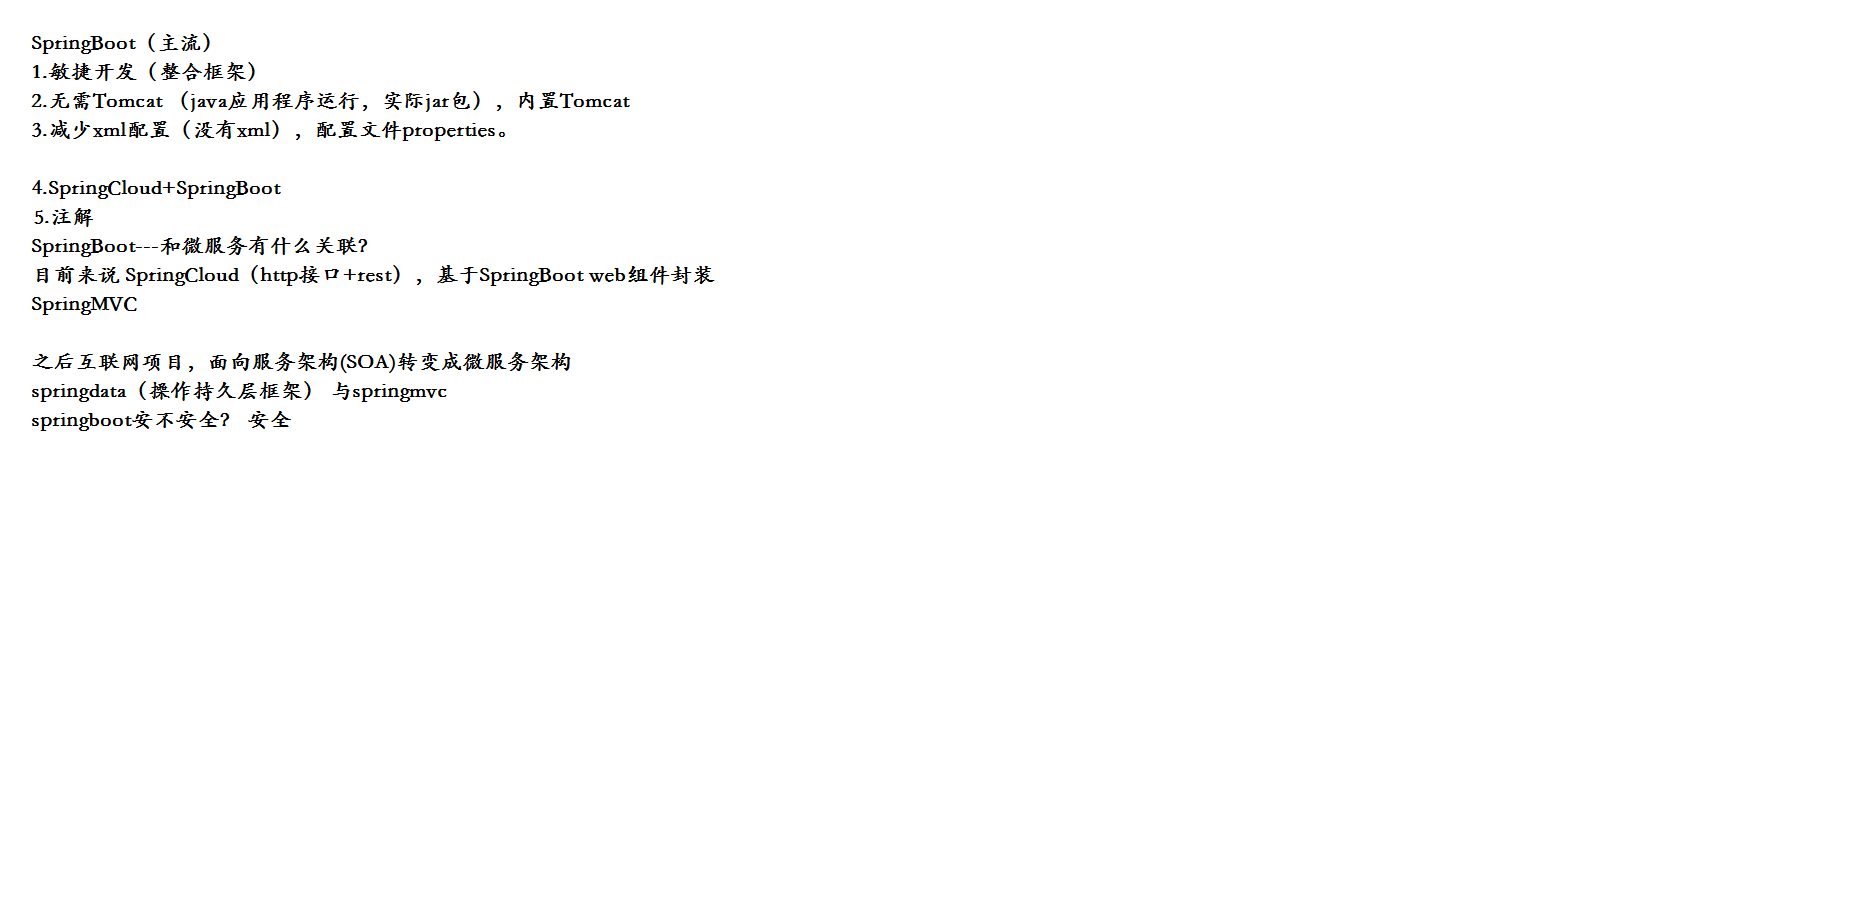 SpringBoot（主流）
1.敏捷开发（整合框架）
2.无需Tomcat （java应用程序运行，实际jar包），内置Tomcat
3.减少xml配置（没有xml），配置文件properties。
4.SpringCloud+SpringBoot
5.注解
SpringBoot---和微服务有什么关联？
目前来说 SpringCloud（http接口+rest），基于SpringBoot web组件封装
SpringMVC
之后互联网项目，面向服务架构(SOA)转变成微服务架构
springdata（操作持久层框架） 与springmvc
springboot安不安全？ 安全